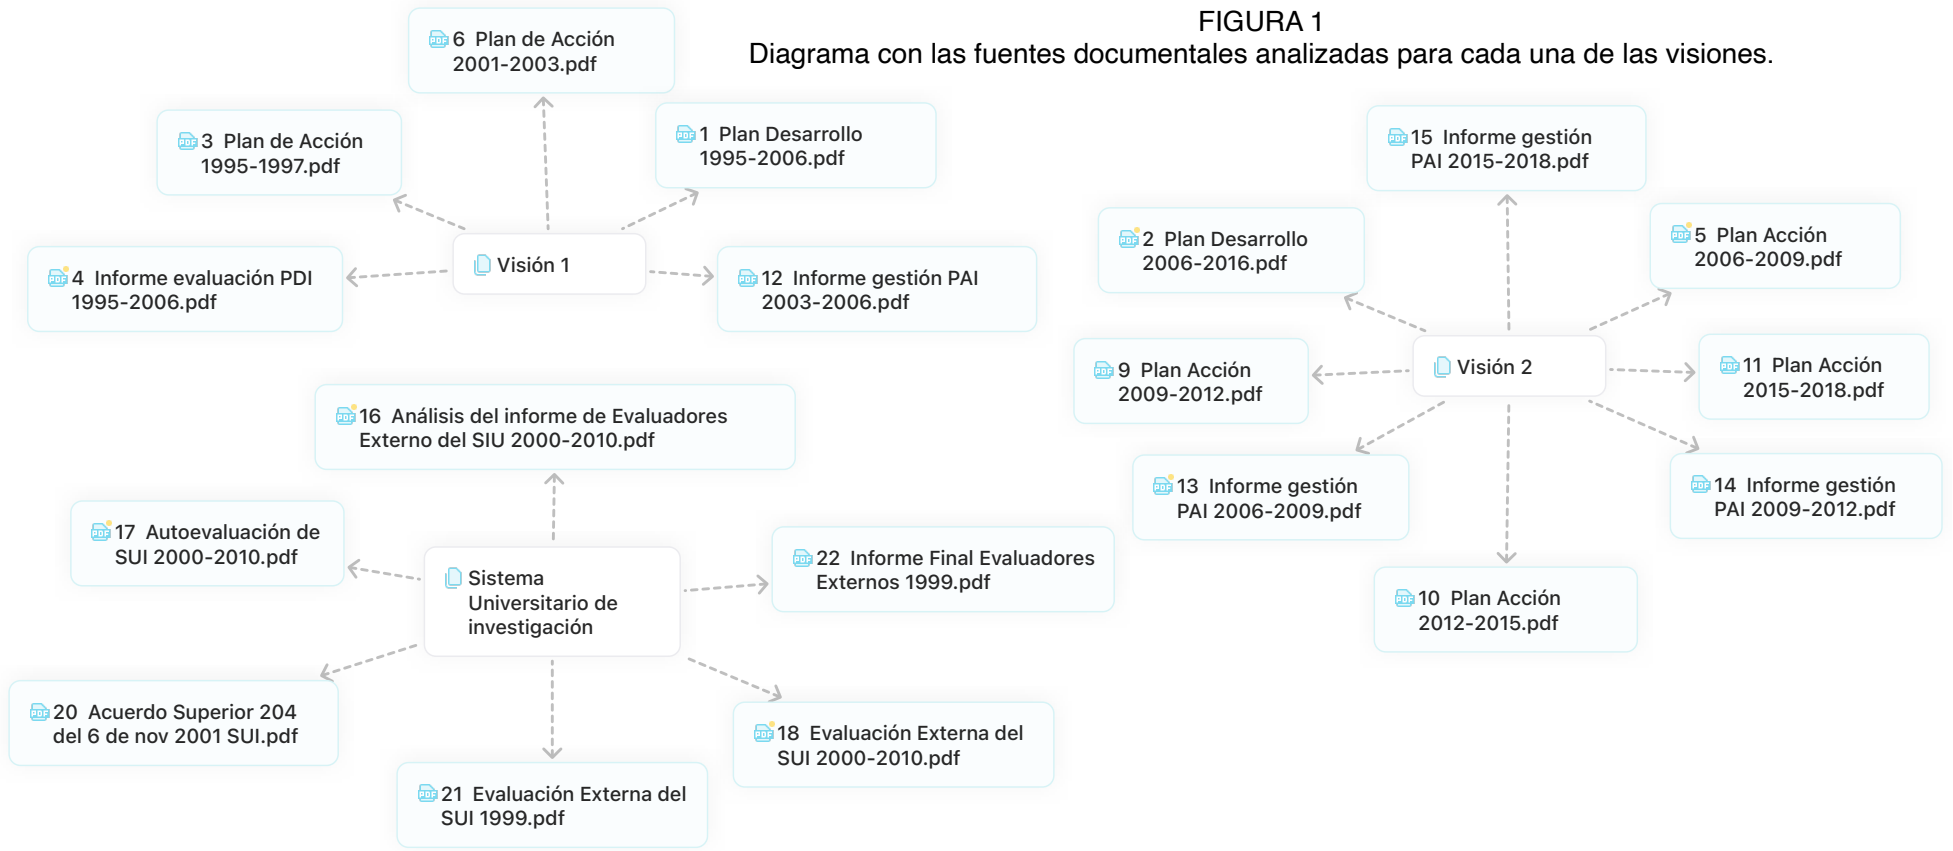 FIGURA 1
Diagrama con las fuentes documentales analizadas para cada una de las visiones.
6 Plan de Acción
2001-2003.pdf
3 Plan de Acción
1995-1997.pdf
1 Plan Desarrollo
1995-2006.pdf
4 Informe evaluación PDI
1995-2006.pdf
Visión 1
12 Informe gestión PAI
2003-2006.pdf
15 Informe gestión
PAI 2015-2018.pdf
2 Plan Desarrollo
2006-2016.pdf
5 Plan Acción
2006-2009.pdf
9 Plan Acción
2009-2012.pdf
Visión 2
11 Plan Acción
2015-2018.pdf
13 Informe gestión
PAI 2006-2009.pdf
14 Informe gestión
PAI 2009-2012.pdf
10 Plan Acción
2012-2015.pdf
16 Análisis del informe de Evaluadores
Externo del SIU 2000-2010.pdf
17 Autoevaluación de
SUI 2000-2010.pdf
Sistema
Universitario de
investigación
22 Informe Final Evaluadores
Externos 1999.pdf
20 Acuerdo Superior 204
del 6 de nov 2001 SUI.pdf
21 Evaluación Externa del
SUI 1999.pdf
18 Evaluación Externa del
SUI 2000-2010.pdf